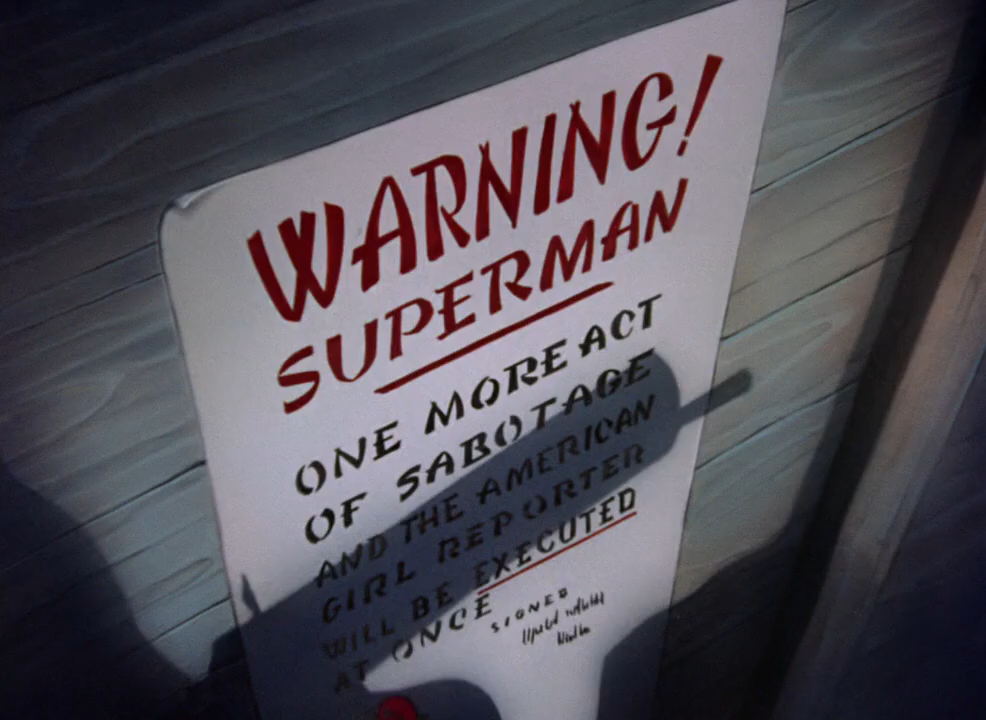 WARNING!
SUPERMAN
ONE MORE ACT
OF SABOTAGE
AND THE AMERICAN
GIRL REPORTER
WILL BE EXECUTED
AT ONCE
SIGNED